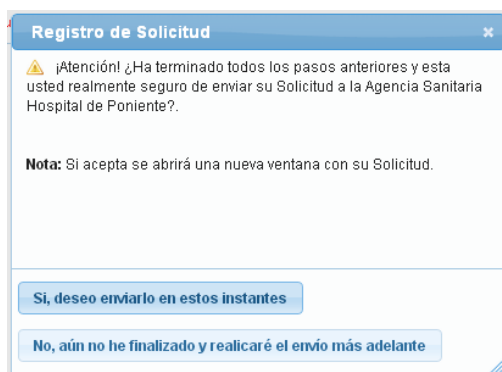 Registro de Solicitud
¡Atención! ¿Ha terminado todos los pasos anteriores y esta
usted realmente seguro de enviar su Solicitud a la Agencia Sanitaria
Hospital de Poniente?.
Nota: Si acepta se abrirá una nueva ventana con su Solicitud.
Si, deseo enviarlo en estos instantes
No, aún no he finalizado y realicaré el envío más adelante